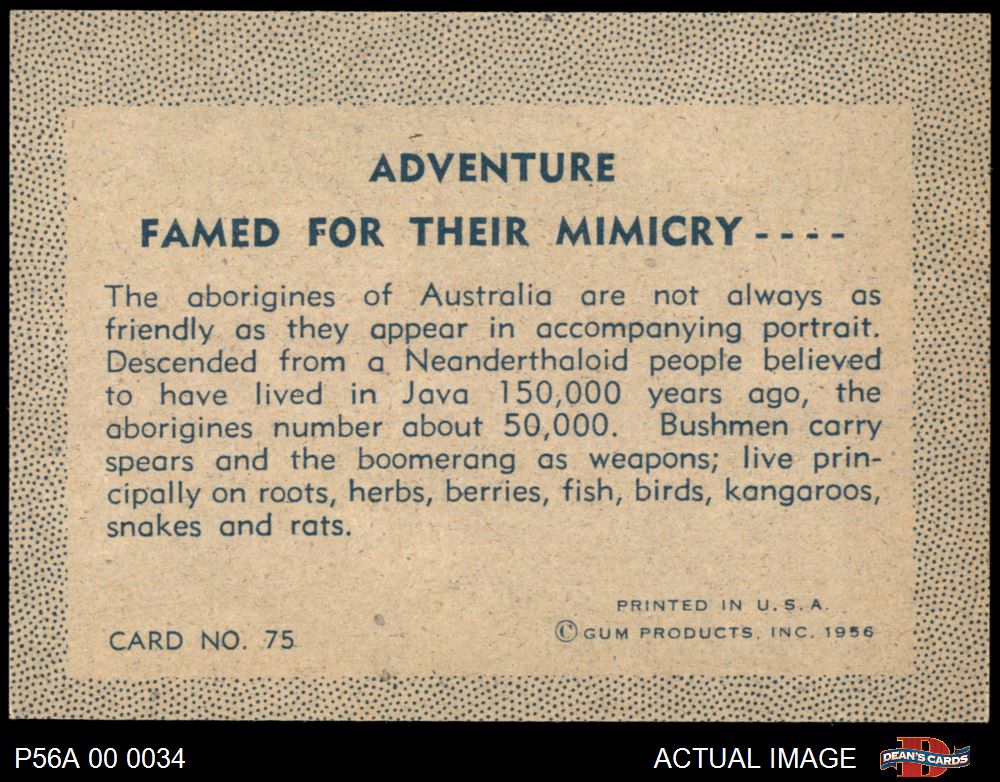 ADVENTURE
FAMED FOR THEIR MIMICRY - - - -
The aborigines of Australia are not always as
friendly as they appear in accompanying portrait.
Descended from a Neanderthaloid people believed
to have lived in Java 150,000 years ago, the
aborigines number about 50,000. Bushmen carry
spears and the boomerang as weapons; live prin-
cipally on roots, herbs, berries, fish, birds, kangaroos,
snakes and rats.
PRINTED IN U. S. A.
CARD NO. 75
©GUM PRODUCTS, INC. 1956
P56A 00 0034
ACTUAL IMAGE
DEAN'S CARDS